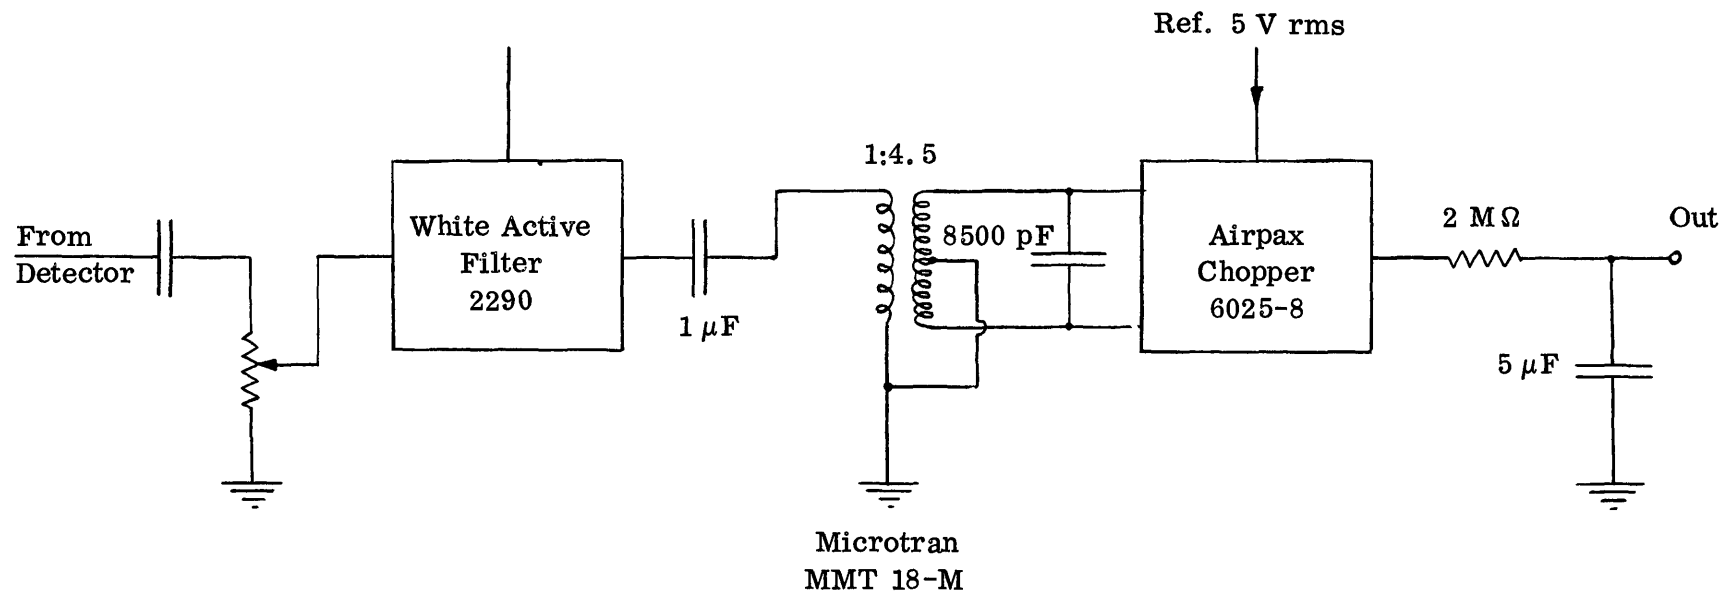 Ref. 5 V rms
1:4.5
From
Detector
White Active
Filter
2290
1 μF
8500 pF
Airpax
Chopper
6025-8
2 MΩ
Out
5 μF
Microtran
MMT 18-M